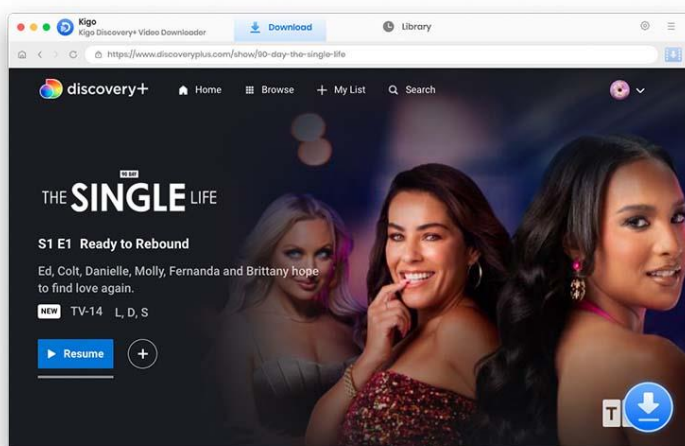 Kigo
Kigo Discovery+ Video Downloader
Download
Library
https://www.discoveryplus.com/show/90-day-the-single-life
discovery+
Home
Browse
My List
Search
90 DAY
THE SINGLE LIFE
S1 E1 Ready to Rebound
Ed, Colt, Danielle, Molly, Fernanda and Brittany hope
to find love again.
NEW TV-14 L, D, S
Resume
T